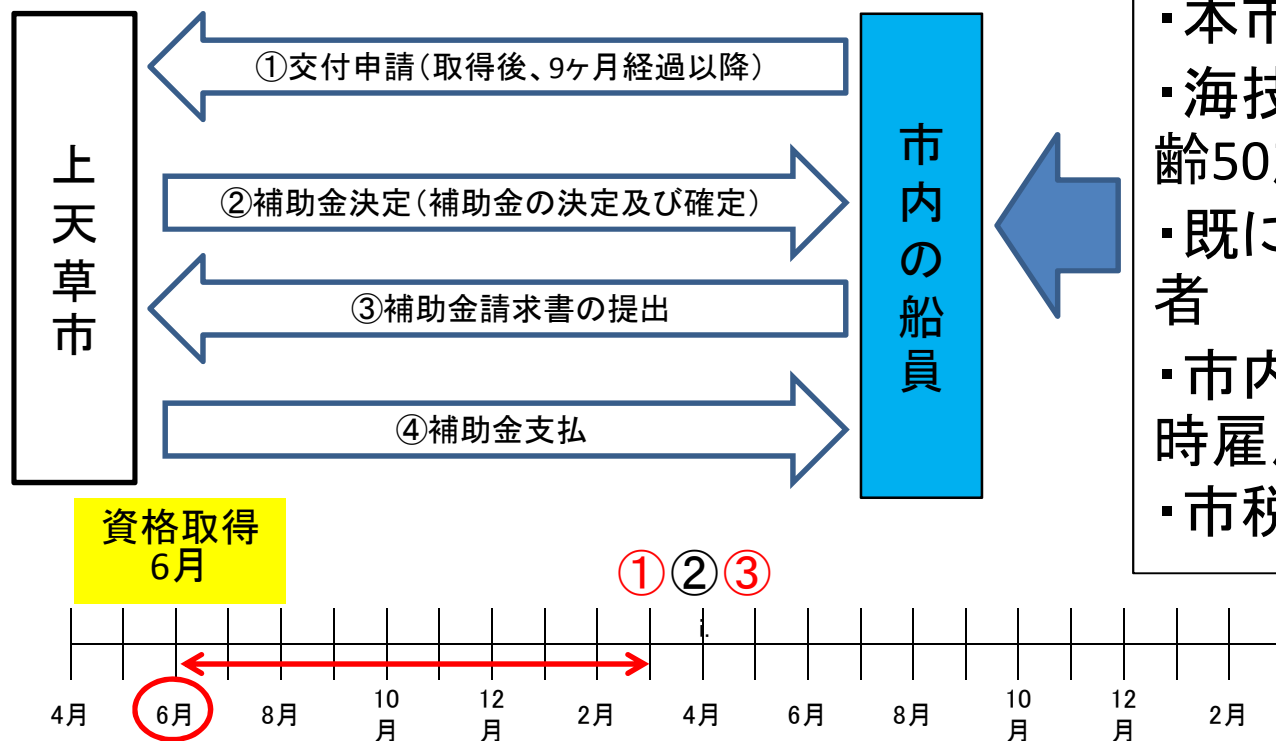 上天草市
①交付申請(取得後、9ヶ月経過以降)
②補助金決定(補助金の決定及び確定)
③補助金請求書の提出
④補助金支払
市内の船員
・本市
・海技
齢50
・既に
者
・市内
時雇
・市税
資格取得
6月
①②③
i.
4月
6月
8月
10
月
12
月
2月
4月
6月
8月
10
月
12
月
2月